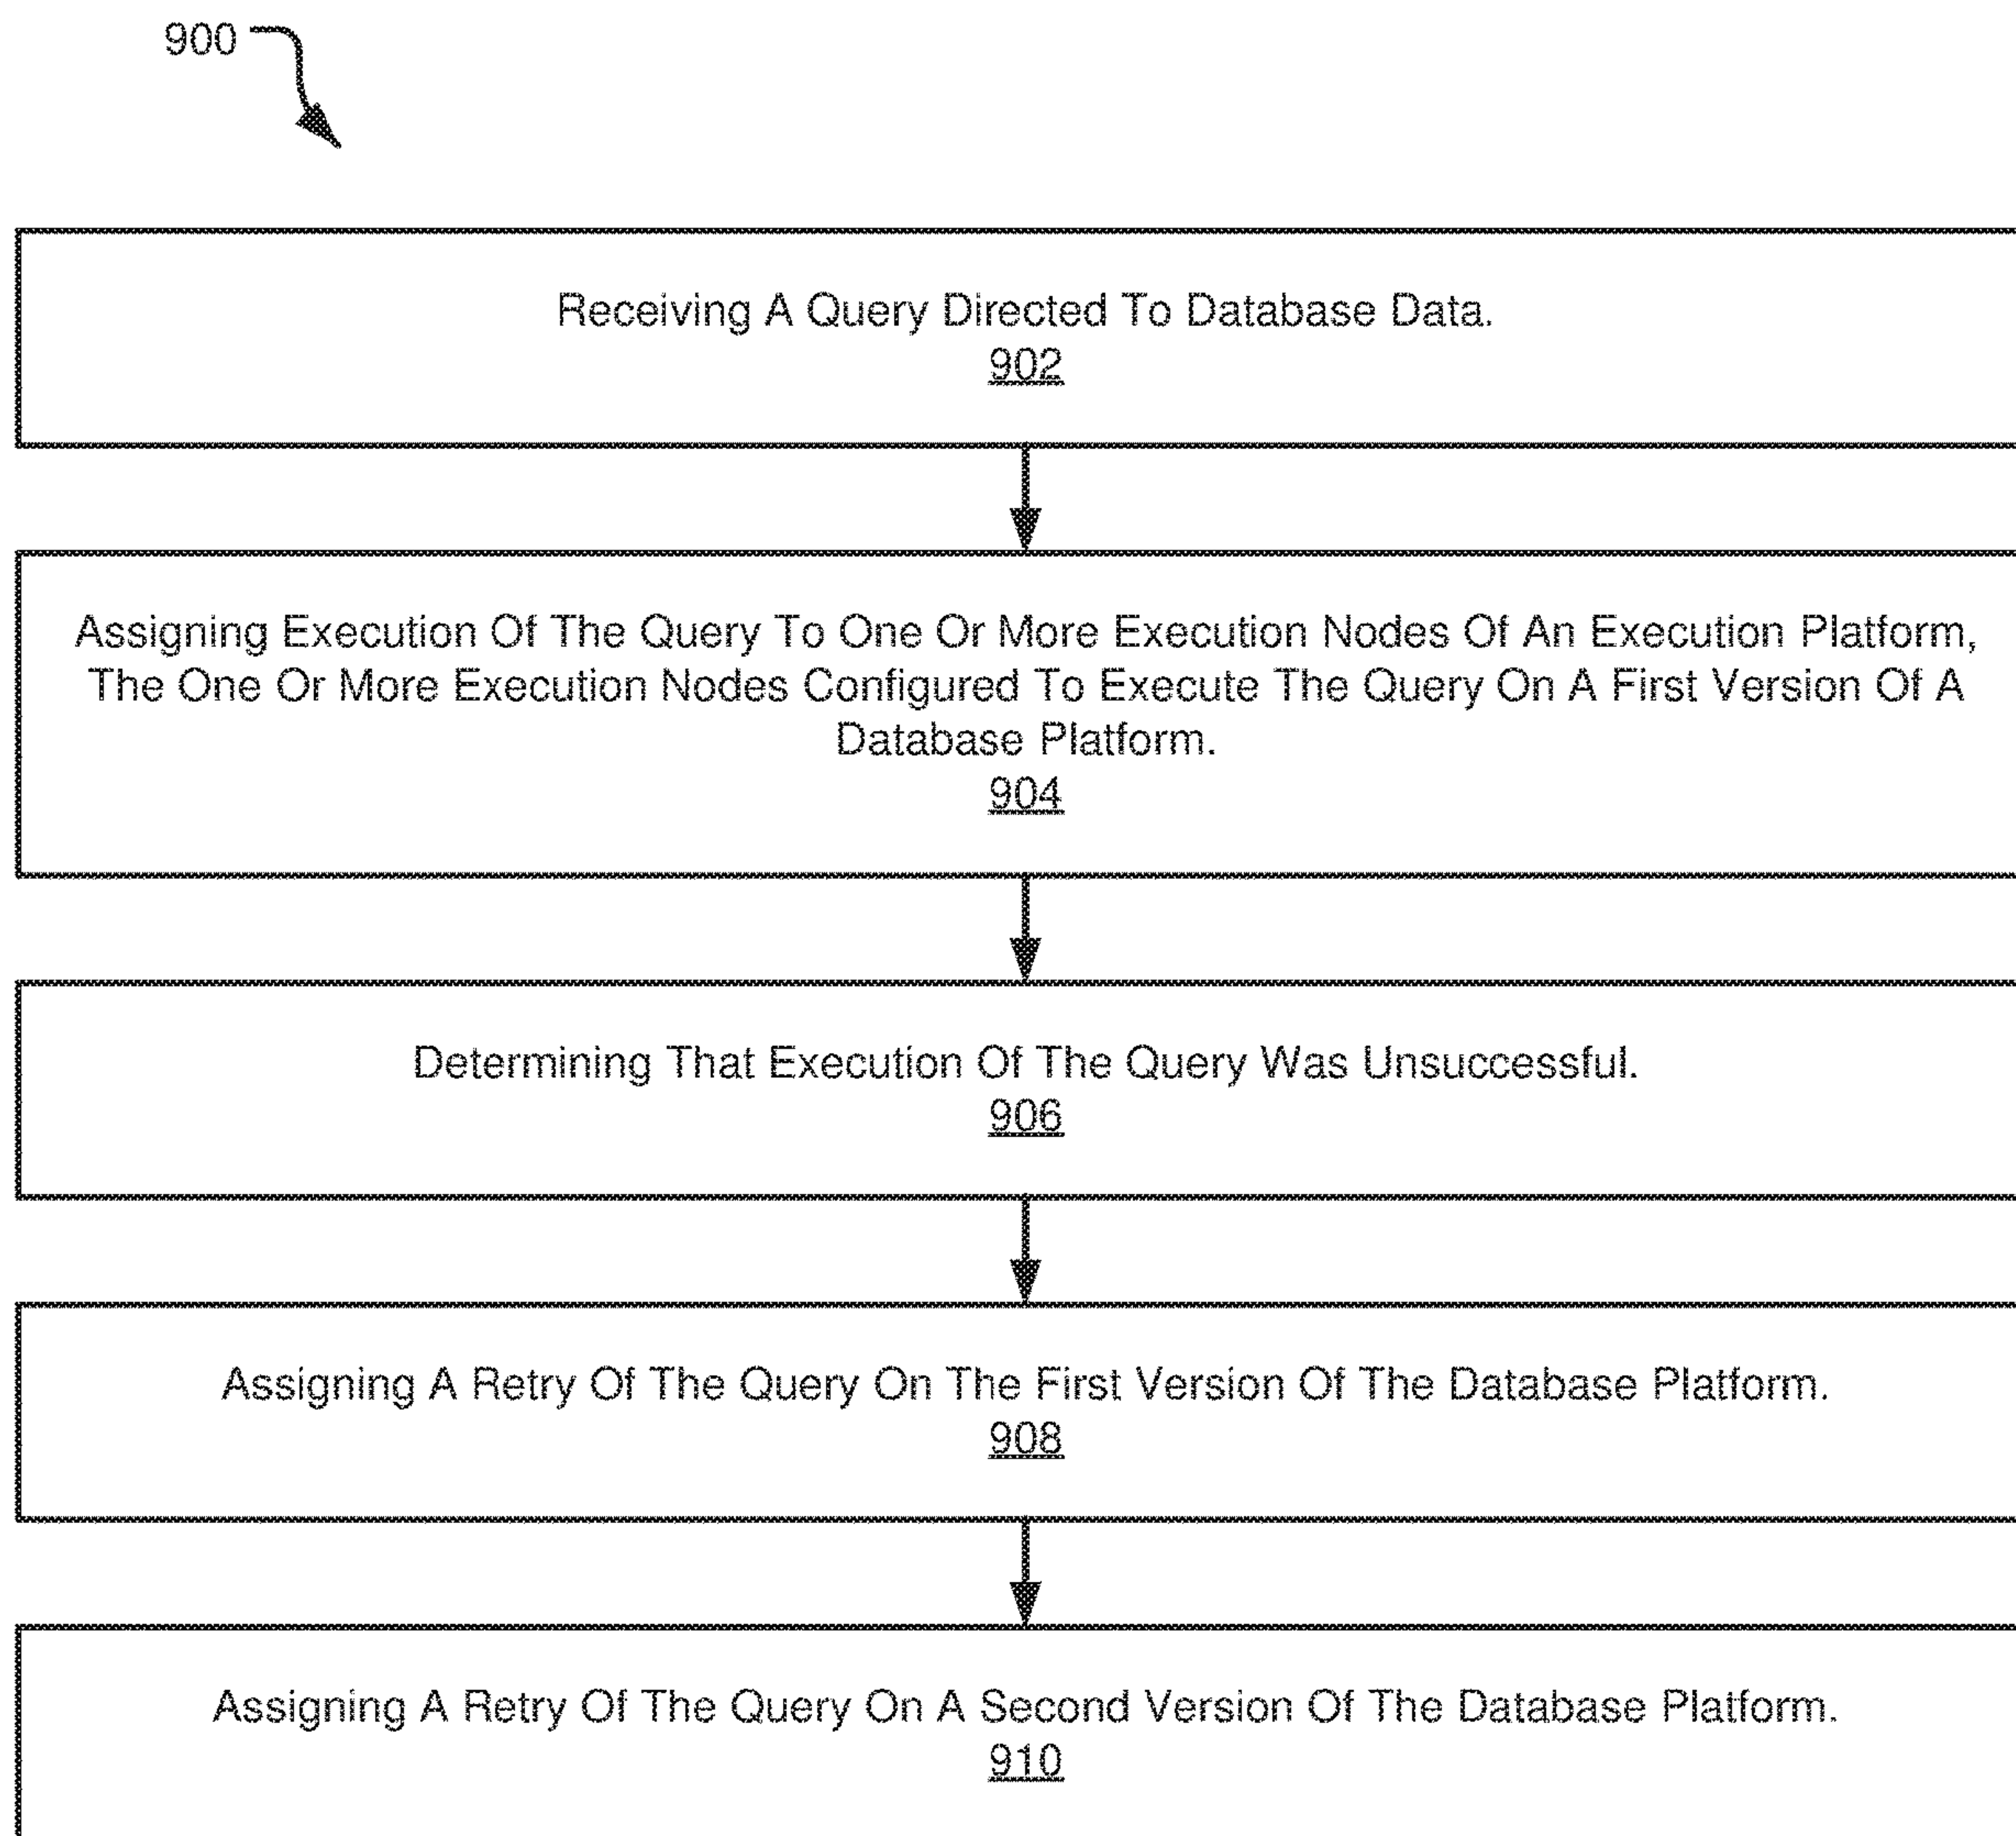 900
Receiving A Query Directed To Database Data.
902
Assigning Execution Of The Query To One Or More Execution Nodes Of An Execution Platform,
The One Or More Execution Nodes Configured To Execute The Query On A First Version Of A
Database Platform.
904
Determining That Execution Of The Query Was Unsuccessful.
906
Assigning A Retry Of The Query On The First Version Of The Database Platform.
908
Assigning A Retry Of The Query On A Second Version Of The Database Platform.
910